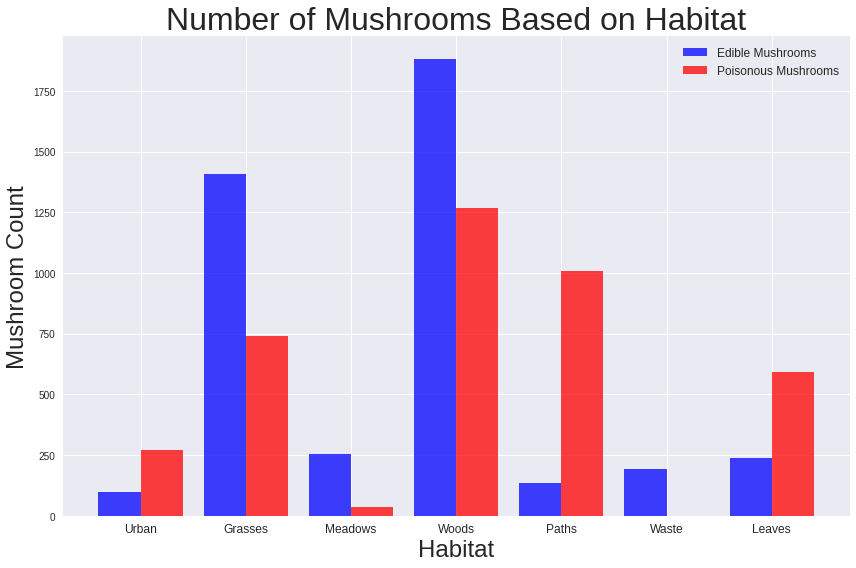 Number of Mushrooms Based on Habitat
Edible Mushrooms
Poisonous Mushrooms
Mushroom Count
1750
1500
1250
1000
750
500
250
0
Urban Grasses Meadows Woods Paths Waste Leaves
Habitat